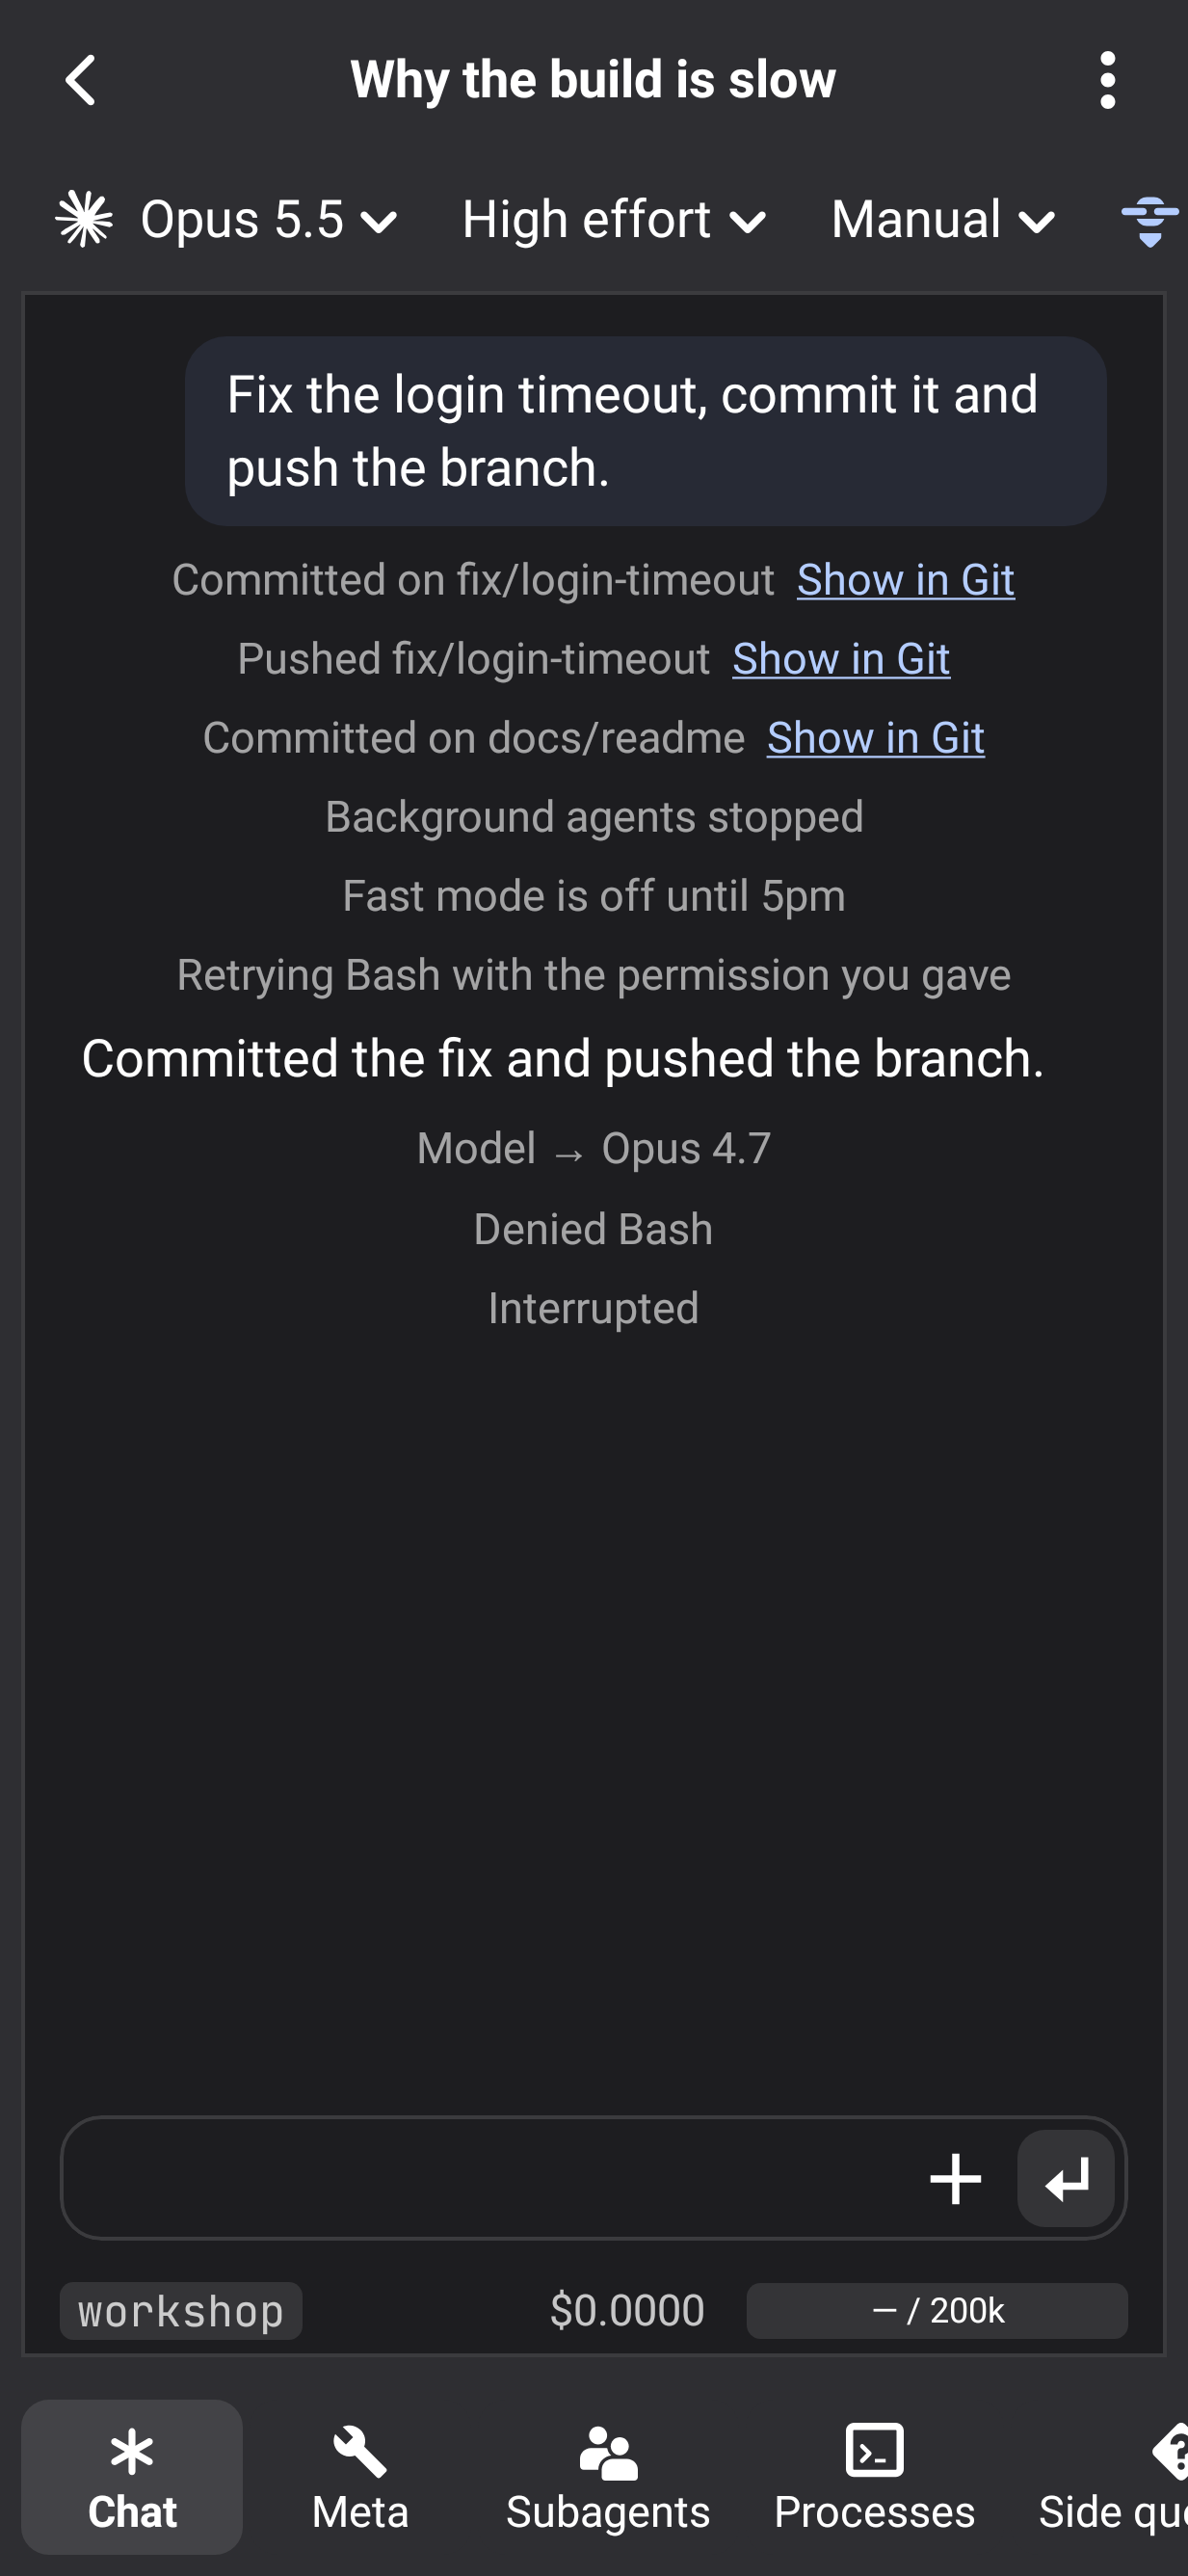 Why the build is slow
Opus 5.5 High effort Manual
Fix the login timeout, commit it and
push the branch.
Committed on fix/login-timeout Show in Git
Pushed fix/login-timeout Show in Git
Committed on docs/readme Show in Git
Background agents stopped
Fast mode is off until 5pm
Retrying Bash with the permission you gave
Committed the fix and pushed the branch.
Model → Opus 4.7
Denied Bash
Interrupted
workshop $0.0000 — / 200k
Chat Meta Subagents Processes Side